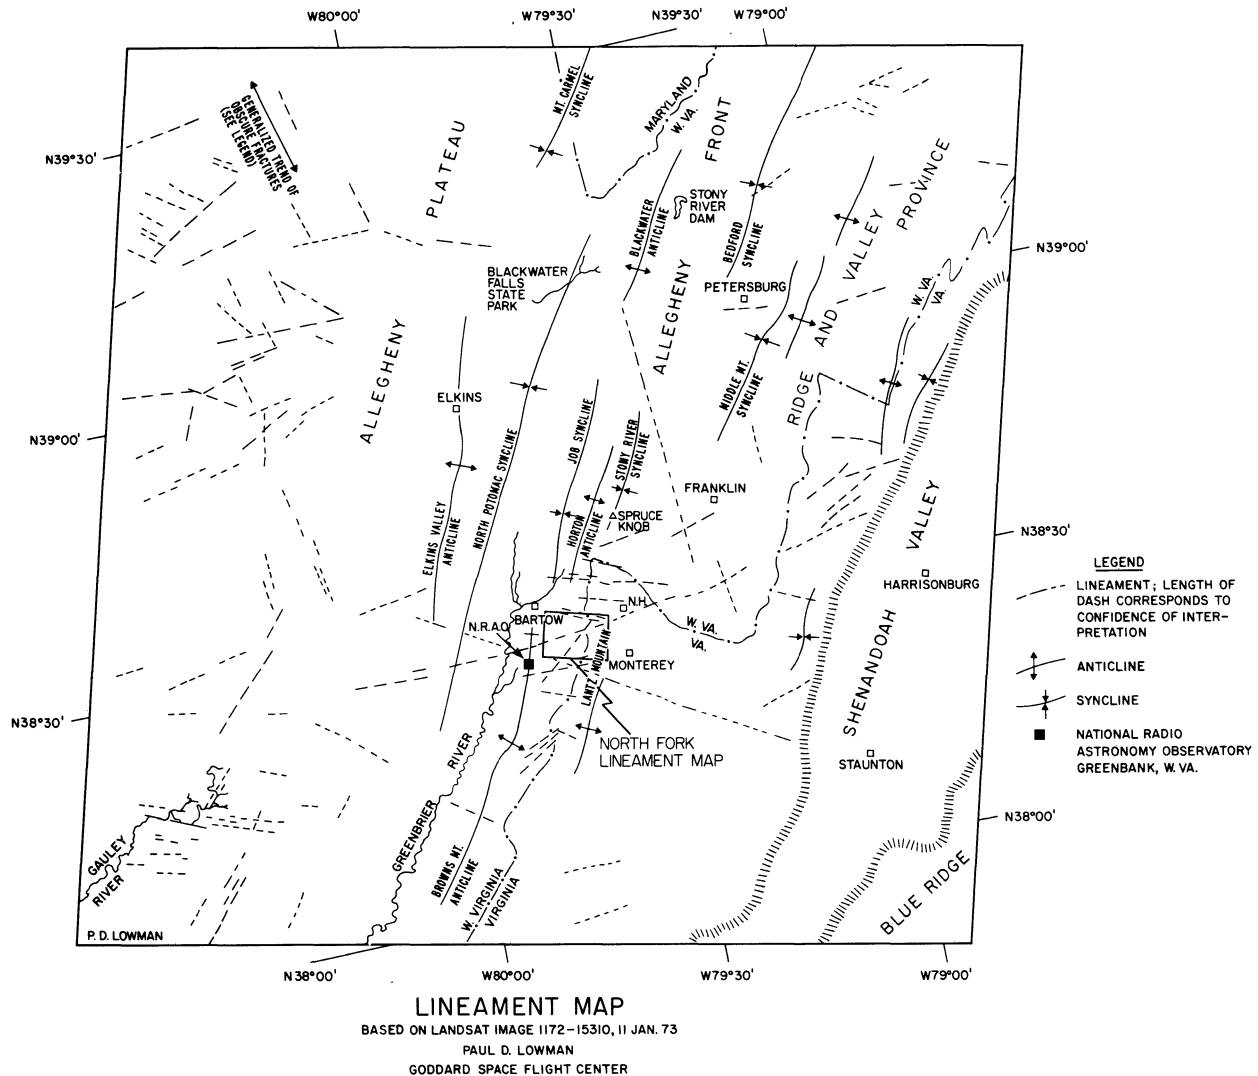 W80°00'
W79°30'
N39°30'
W79°00'
GENERALIZED TREND OF
OBSCURE FRACTURES
(SEE LEGEND)
MT. CARMEL
SYNCLINE
MARYLAND
W. VA.
N39°30'
PLATEAU
FRONT
PROVINCE
STONY
RIVER
DAM
BLACKWATER
ANTICLINE
BEDFORD
SYNCLINE
VALLEY
N39°00'
BLACKWATER
FALLS
STATE
PARK
PETERSBURG
W. VA.
VA.
ALLEGHENY
AND
ALLEGHENY
MIDDLE MT.
SYNCLINE
RIDGE
ELKINS
N39°00'
NORTH POTOMAC SYNCLINE
JOB SYNCLINE
STONY RIVER
SYNCLINE
FRANKLIN
SPRUCE
KNOB
HORTON
ANTICLINE
ELKINS VALLEY
ANTICLINE
VALLEY
N38°30'
HARRISONBURG
SHENANDOAH
LEGEND
LINEAMENT; LENGTH OF
DASH CORRESPONDS TO
CONFIDENCE OF INTER-
PRETATION
ANTICLINE
SYNCLINE
NATIONAL RADIO
ASTRONOMY OBSERVATORY
GREENBANK, W. VA.
N.H.
BARTOW
N.R.A.O.
W. VA.
VA.
MONTEREY
LANTZ MOUNTAIN
N38°30'
NORTH FORK
LINEAMENT MAP
STAUNTON
GREENBRIER RIVER
GAULEY
RIVER
BROWNS MT.
ANTICLINE
W. VIRGINIA
VIRGINIA
N38°00'
BLUE RIDGE
P. D. LOWMAN
N38°00'
W80°00'
W79°30'
W79°00'
LINEAMENT MAP
BASED ON LANDSAT IMAGE 1172-15310, 11 JAN. 73
PAUL D. LOWMAN
GODDARD SPACE FLIGHT CENTER